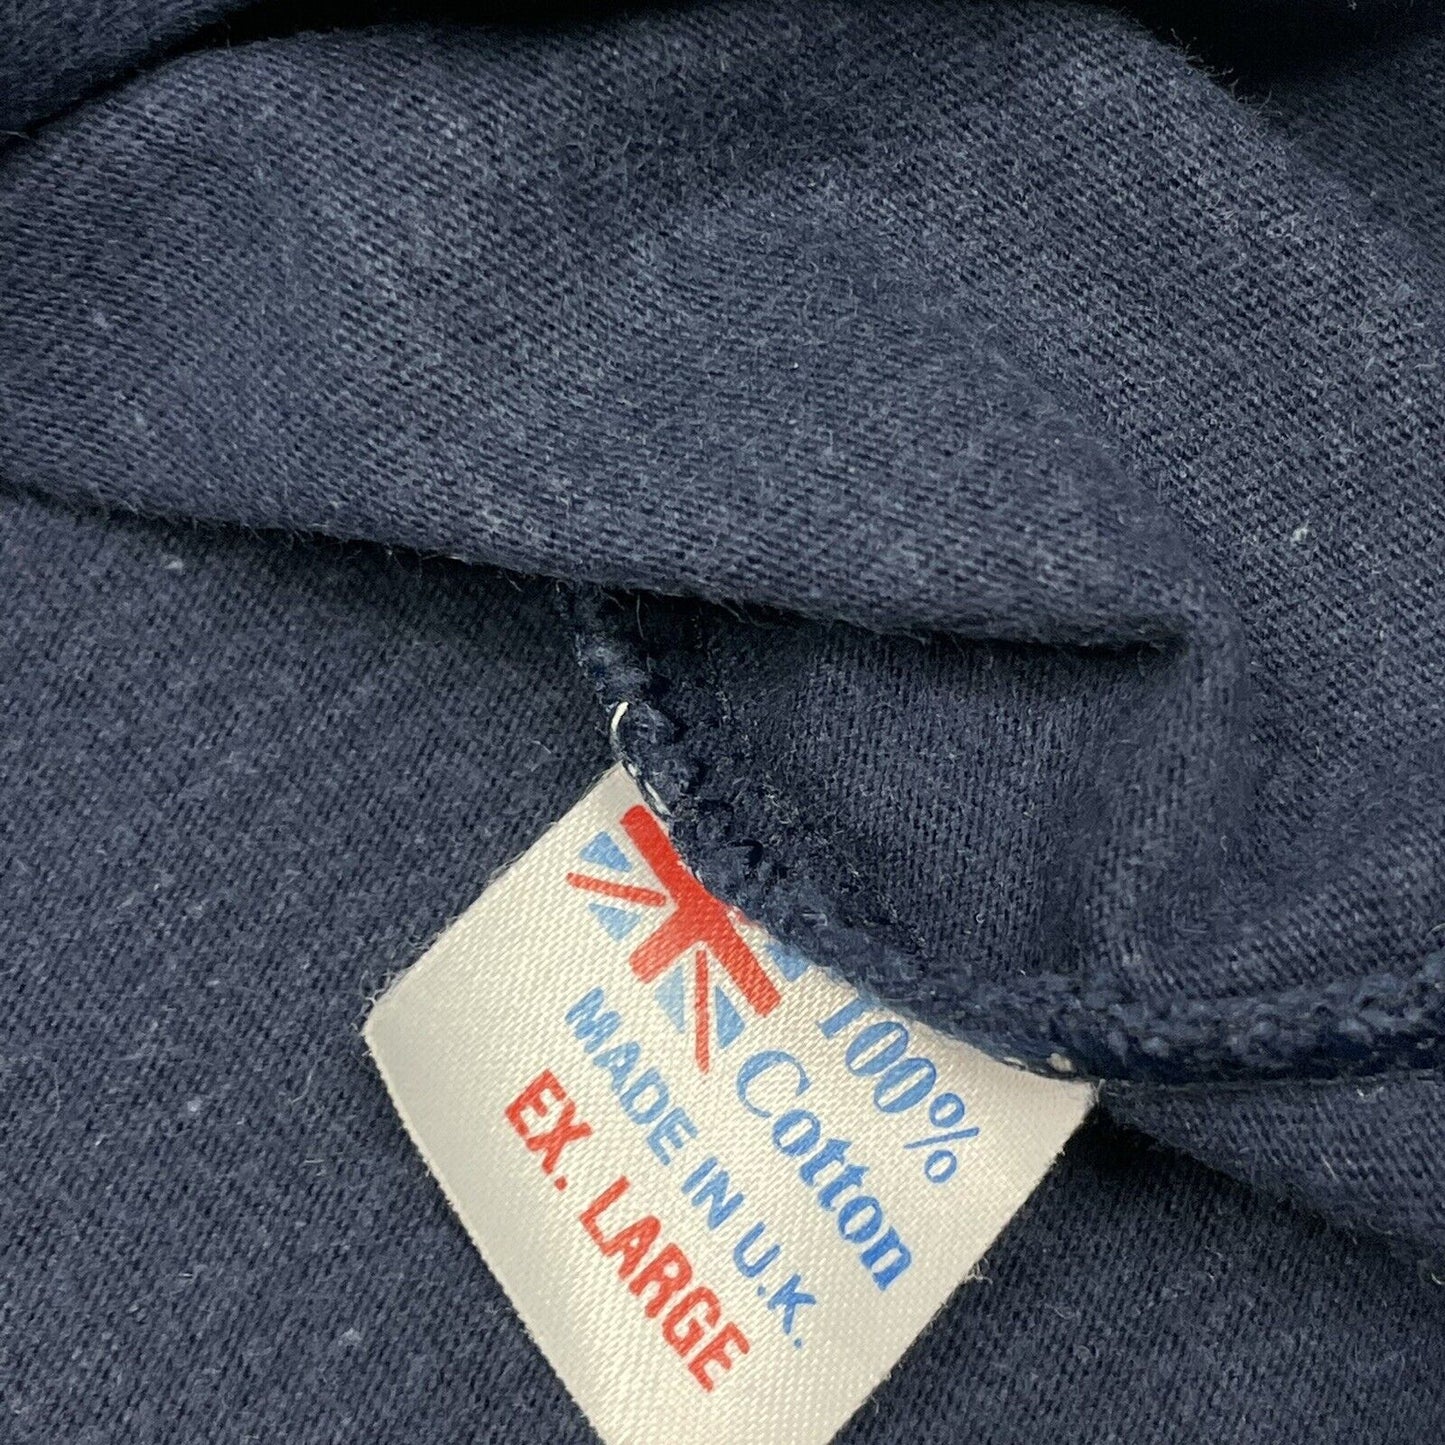 100%
Cotton
MADE IN U.K.
EX. LARGE